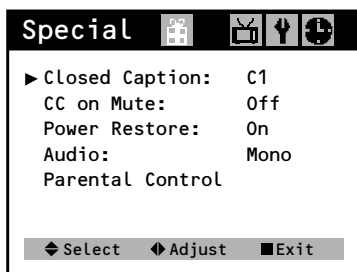 Special
Closed Caption: C1
CC on Mute: Off
Power Restore: On
Audio: Mono
Parental Control
Select Adjust Exit